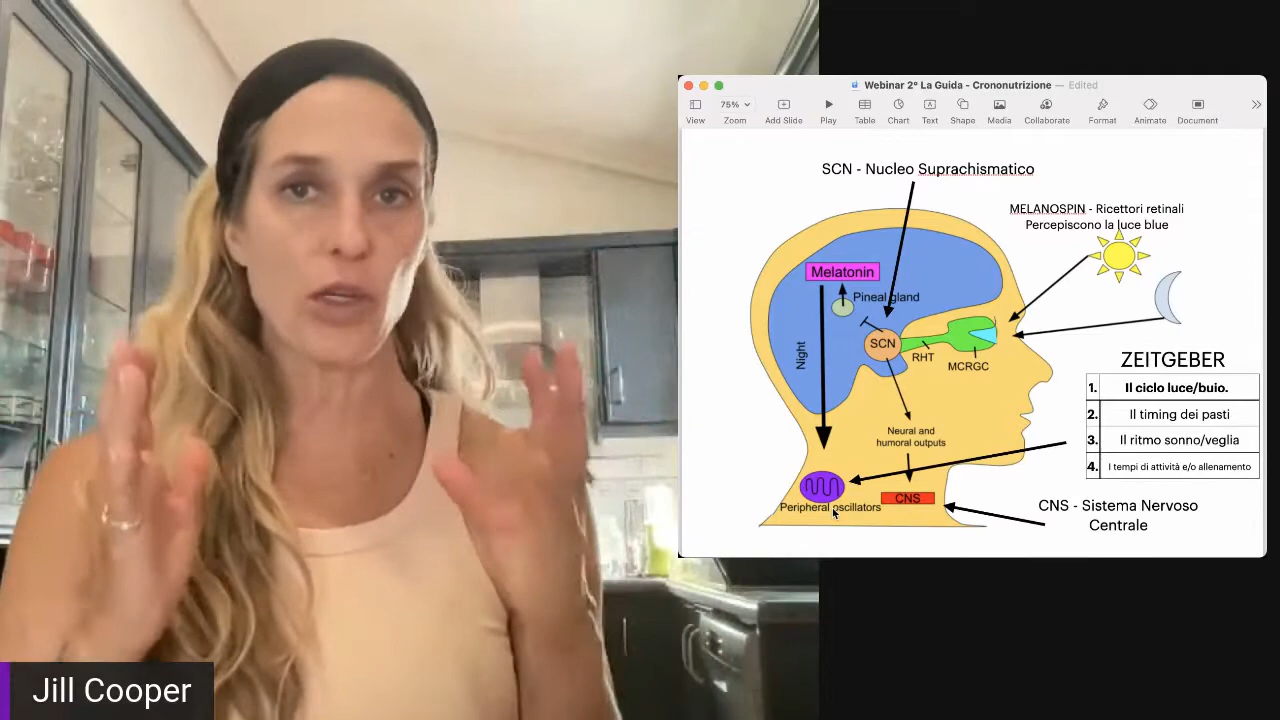 Webinar 2° La Guida - Crononutrizione — Edited
75%
View Zoom Add Slide Play Table Chart Text Shape Media Collaborate Format Animate Document
SCN - Nucleo Suprachismatico
MELANOSPIN - Ricettori retinali
Percepiscono la luce blue
Melatonin
Pineal gland
SCN
RHT
MCRGC
Night
ZEITGEBER
1. Il ciclo luce/buio.
2. Il timing dei pasti
3. Il ritmo sonno/veglia
4. I tempi di attività e/o allenamento
Neural and
humoral outputs
CNS
Peripheral oscillators
CNS - Sistema Nervoso
Centrale
Jill Cooper